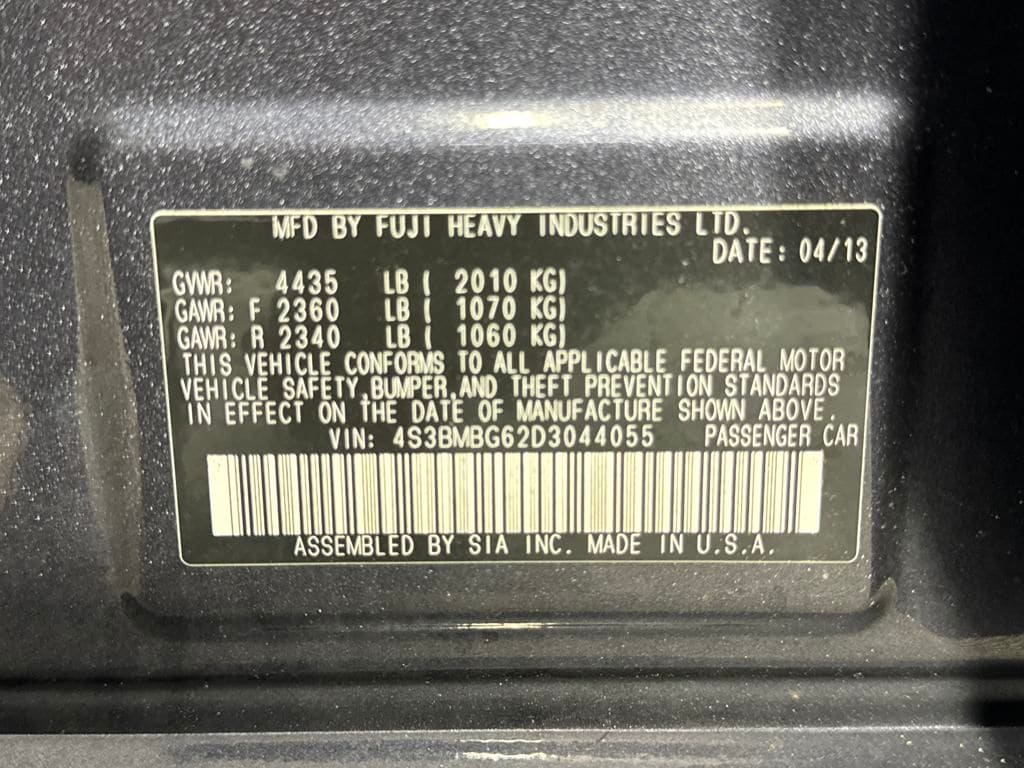 MFD BY FUJI HEAVY INDUSTRIES LTD.
DATE: 04/13
GVWR: 4435 LB ( 2010 KG)
GAWR: F 2360 LB ( 1070 KG)
GAWR: R 2340 LB ( 1060 KG)
THIS VEHICLE CONFORMS TO ALL APPLICABLE FEDERAL MOTOR
VEHICLE SAFETY,BUMPER,AND THEFT PREVENTION STANDARDS
IN EFFECT ON THE DATE OF MANUFACTURE SHOWN ABOVE.
VIN: 4S3BMBG62D3044055 PASSENGER CAR
ASSEMBLED BY SIA INC. MADE IN U.S.A.